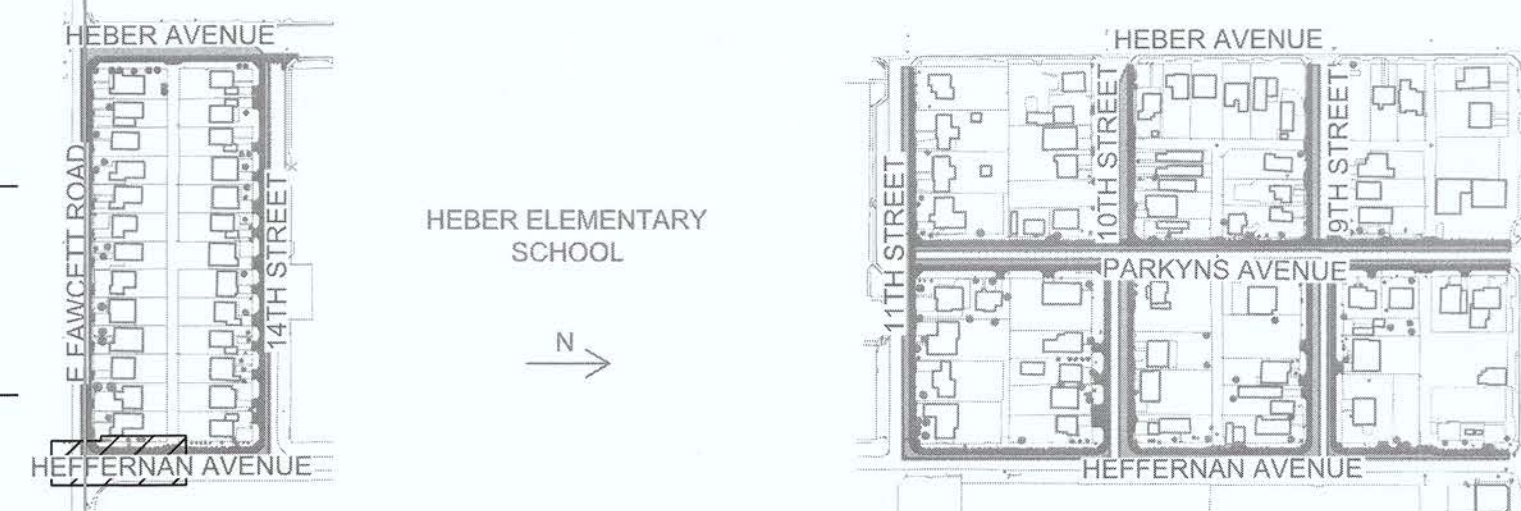 HEBER AVENUE
E FAWCETT ROAD
14TH STREET
HEFFERNAN AVENUE
HEBER ELEMENTARY
SCHOOL
N
HEBER AVENUE
11TH STREET
10TH STREET
9TH STREET
PARKYNS AVENUE
HEFFERNAN AVENUE